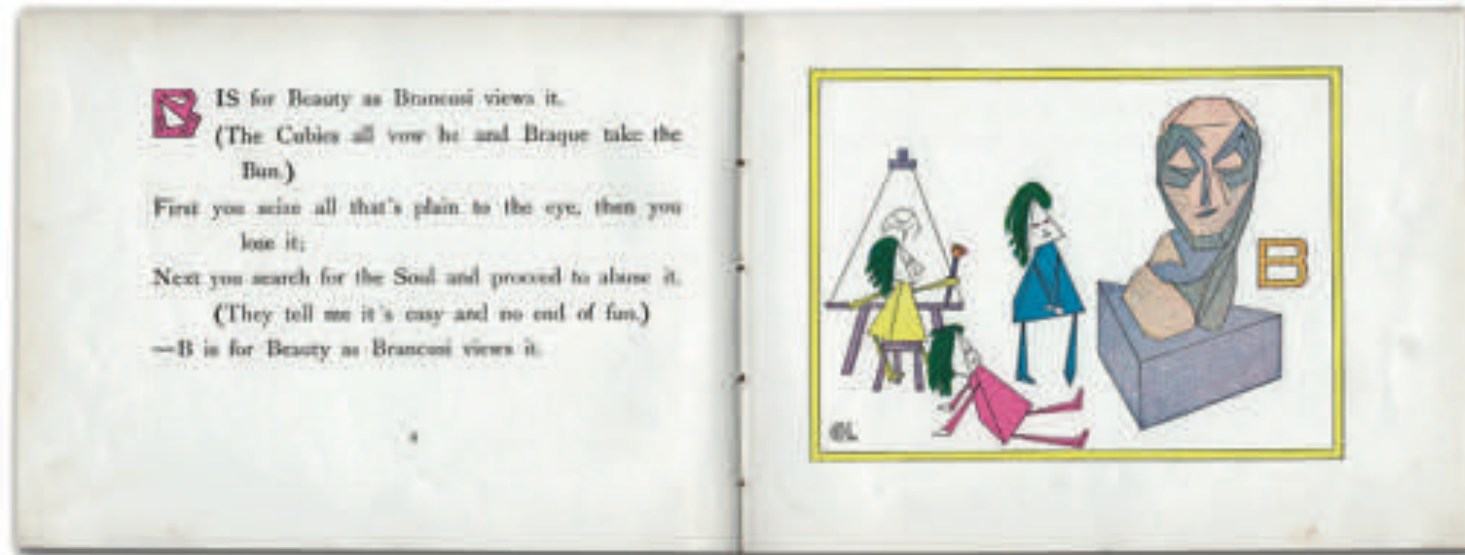 B IS for Beauty as Brancusi views it.
(The Cubies all vow he and Braque take the
Bun.)
First you seize all that's plain to the eye, then you
lose it;
Next you search for the Soul and proceed to abuse it.
(They tell me it's easy and no end of fun.)
—B is for Beauty as Brancusi views it.
B